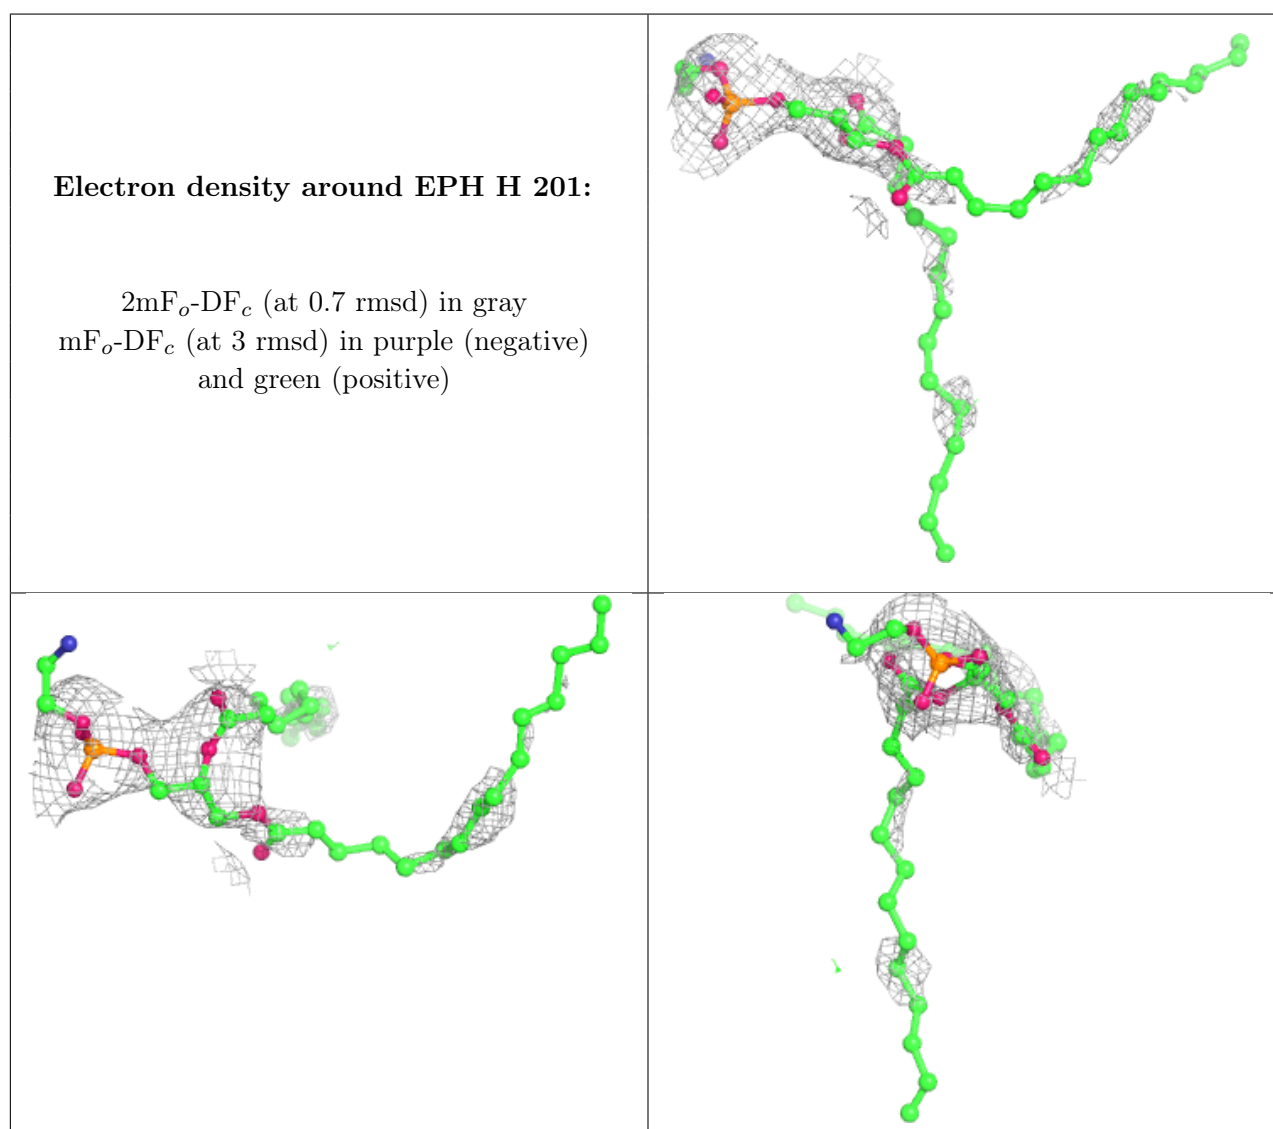 Electron density around EPH H 201:
2mFo-DFc (at 0.7 rmsd) in gray
mFo-DFc (at 3 rmsd) in purple (negative)
and green (positive)